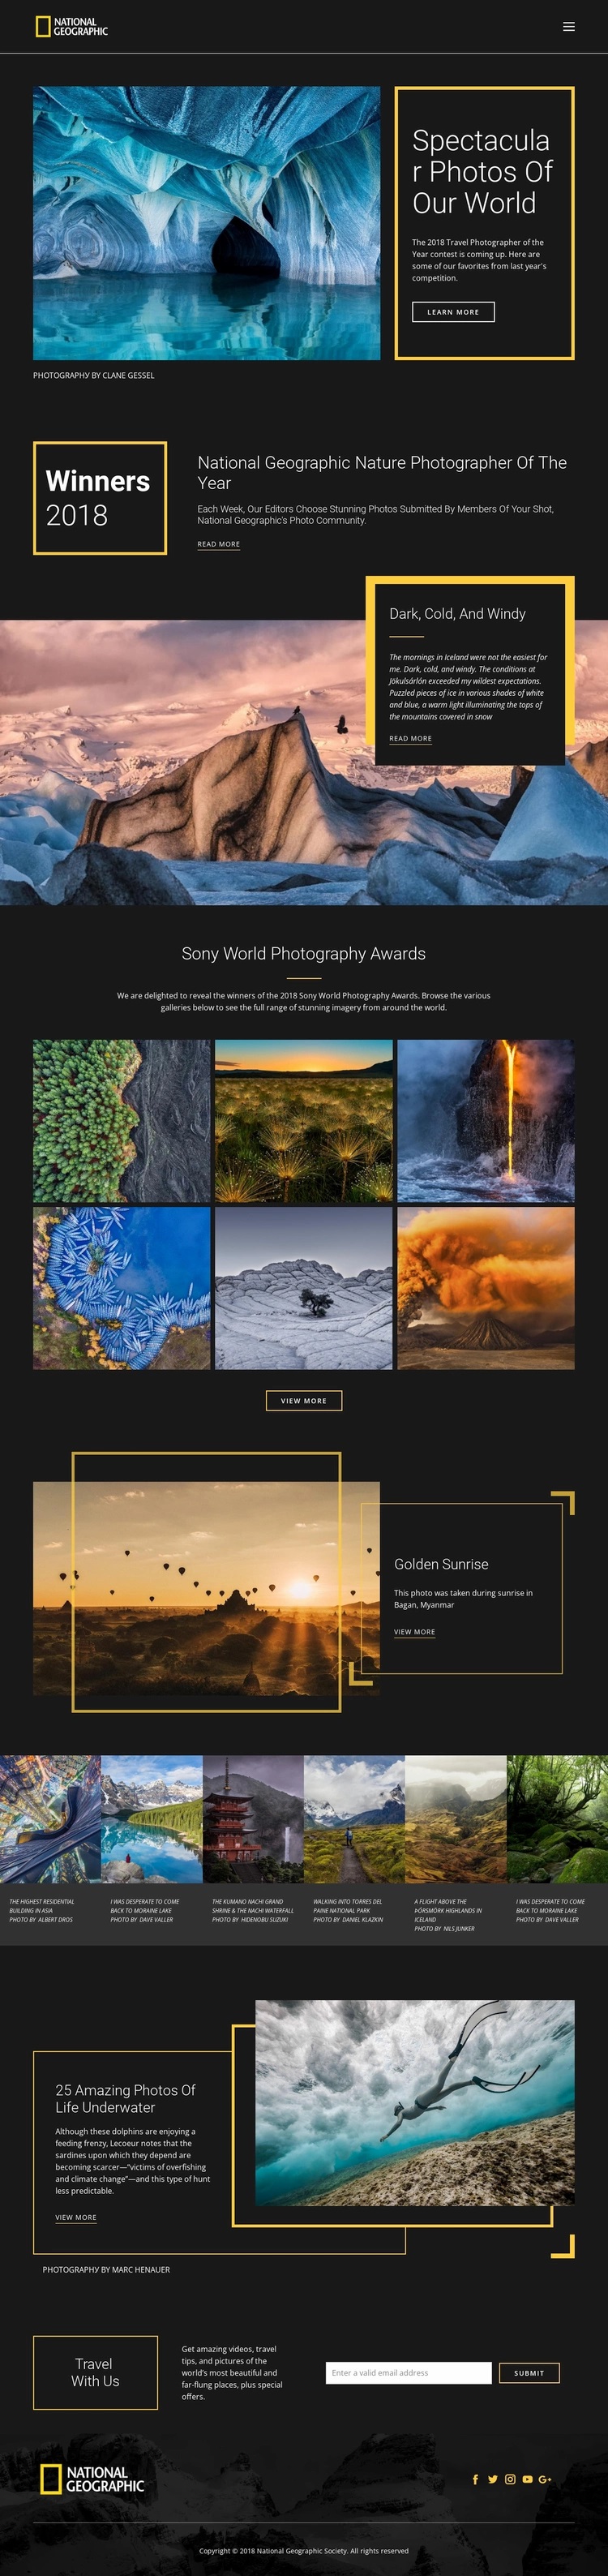 NATIONAL
GEOGRAPHIC
Spectacula
r Photos Of
Our World
The 2018 Travel Photographer of the
Year contest is coming up. Here are
some of our favorites from last year's
competition.
LEARN MORE
PHOTOGRAPHУ BY CLANE GESSEL
Winners
2018
National Geographic Nature Photographer Of The
Year
Each Week, Our Editors Choose Stunning Photos Submitted By Members Of Your Shot,
National Geographic's Photo Community.
READ MORE
Dark, Cold, And Windy
The mornings in Iceland were not the easiest for
me. Dark, cold, and windy. The conditions at
Jökulsárlón exceeded my wildest expectations.
Puzzled pieces of ice in various shades of white
and blue, a warm light illuminating the tops of
the mountains covered in snow
READ MORE
Sony World Photography Awards
We are delighted to reveal the winners of the 2018 Sony World Photography Awards. Browse the various
galleries below to see the full range of stunning imagery from around the world.
VIEW MORE
Golden Sunrise
This photo was taken during sunrise in
Bagan, Myanmar
VIEW MORE
THE HIGHEST RESIDENTIAL
BUILDING IN ASIA
PHOTO BY ALBERT DROS
I WAS DESPERATE TO COME
BACK TO MORAINE LAKE
PHOTO BY DAVE VALLER
THE KUMANO NACHI GRAND
SHRINE & THE NACHI WATERFALL
PHOTO BY HIDENOBU SUZUKI
WALKING INTO TORRES DEL
PAINE NATIONAL PARK
PHOTO BY DANIEL KLAZKIN
A FLIGHT ABOVE THE
ÞÓRSMÖRK HIGHLANDS IN
ICELAND
PHOTO BY NILS JUNKER
I WAS DESPERATE TO COME
BACK TO MORAINE LAKE
PHOTO BY DAVE VALLER
25 Amazing Photos Of
Life Underwater
Although these dolphins are enjoying a
feeding frenzy, Lecoeur notes that the
sardines upon which they depend are
becoming scarcer—"victims of overfishing
and climate change"—and this type of hunt
less predictable.
VIEW MORE
PHOTOGRAPHУ BY MARC HENAUER
Travel
With Us
Get amazing videos, travel
tips, and pictures of the
world's most beautiful and
far-flung places, plus special
offers.
Enter a valid email address
SUBMIT
NATIONAL
GEOGRAPHIC
Copyright © 2018 National Geographic Society. All rights reserved